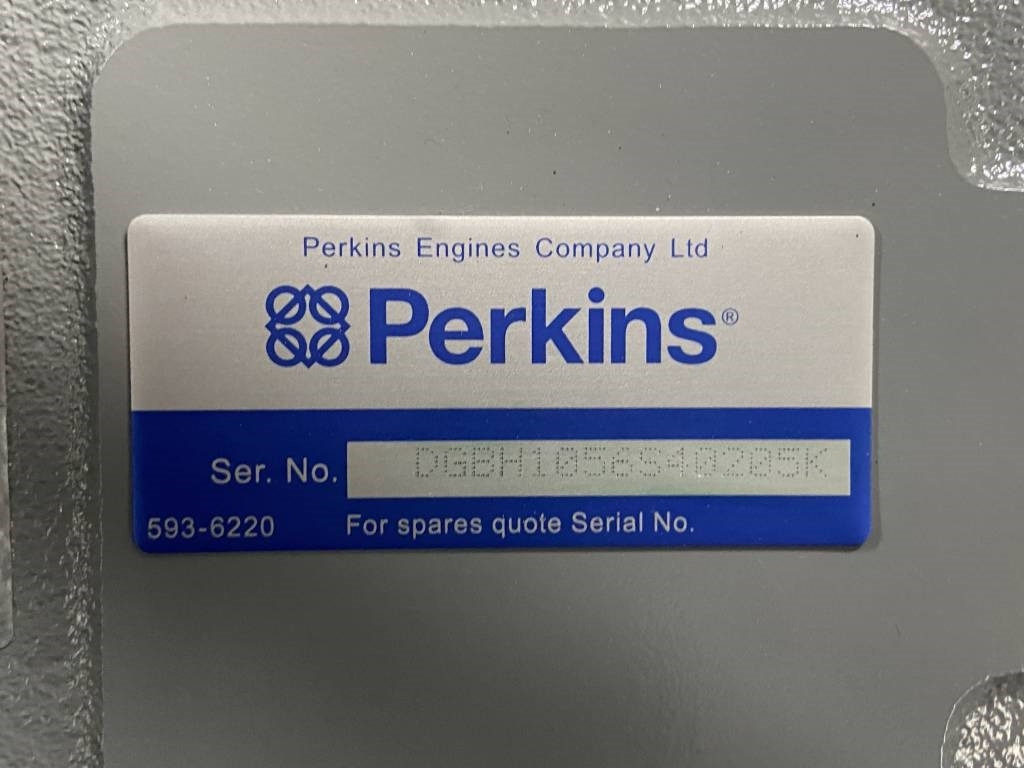 Perkins Engines Company Ltd
Perkins®
Ser. No. DGBH1056S40205K
593-6220 For spares quote Serial No.